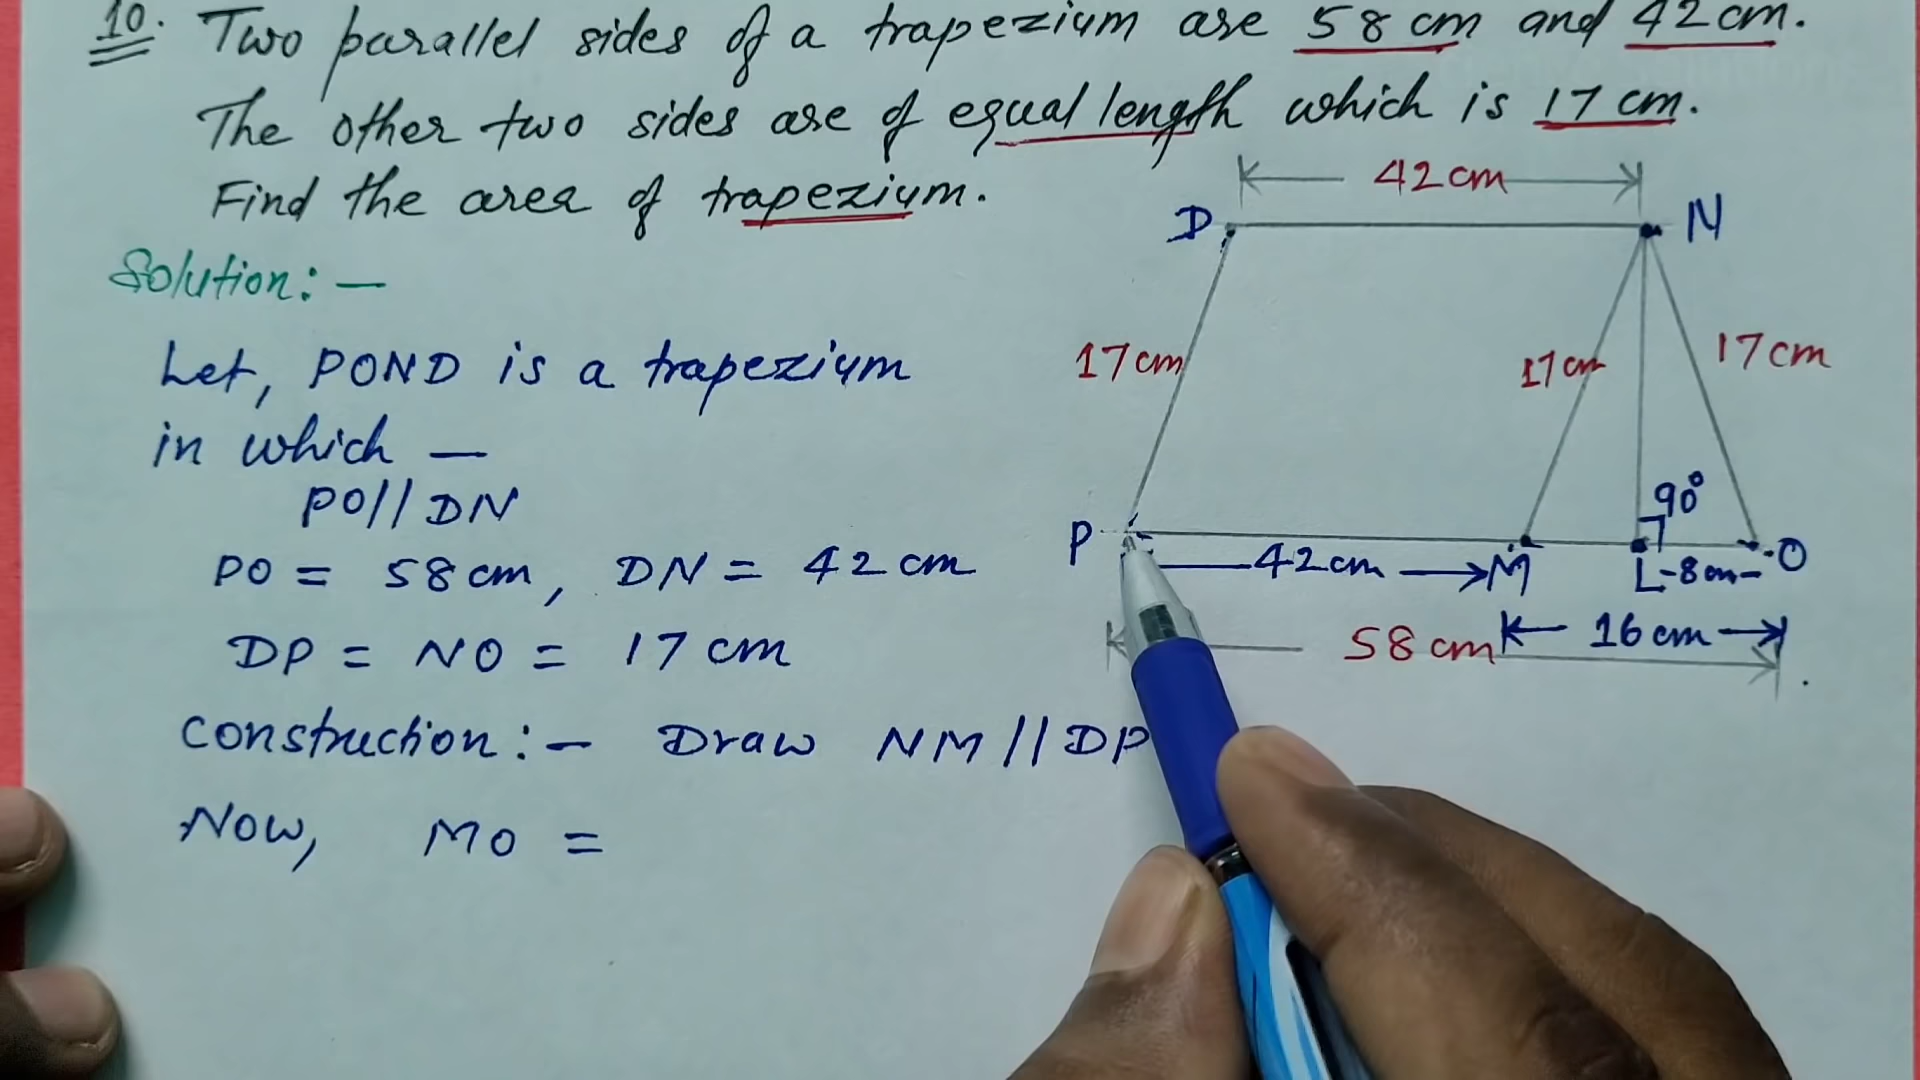 10. Two parallel sides of a trapezium are 58 cm and 42 cm.
The other two sides are of equal length which is 17 cm.
Find the area of trapezium.
Solution:-
Let, POND is a trapezium
in which —
PO//DN
PO = 58 cm, DN = 42 cm
DP = NO = 17 cm
Construction:- Draw NM//DP
Now, MO =
42 cm
D
N
17 cm
17 cm
17 cm
90°
P
42 cm
M
L-8 cm-
O
58 cm
16 cm